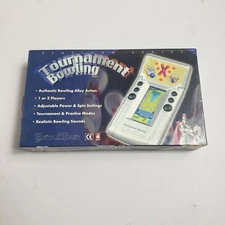 Tournament
Bowling
• Authentic Bowling Alley Action
• 1 or 2 Players
• Adjustable Power & Spin Settings
• Tournament & Practice Modes
• Realistic Bowling Sounds